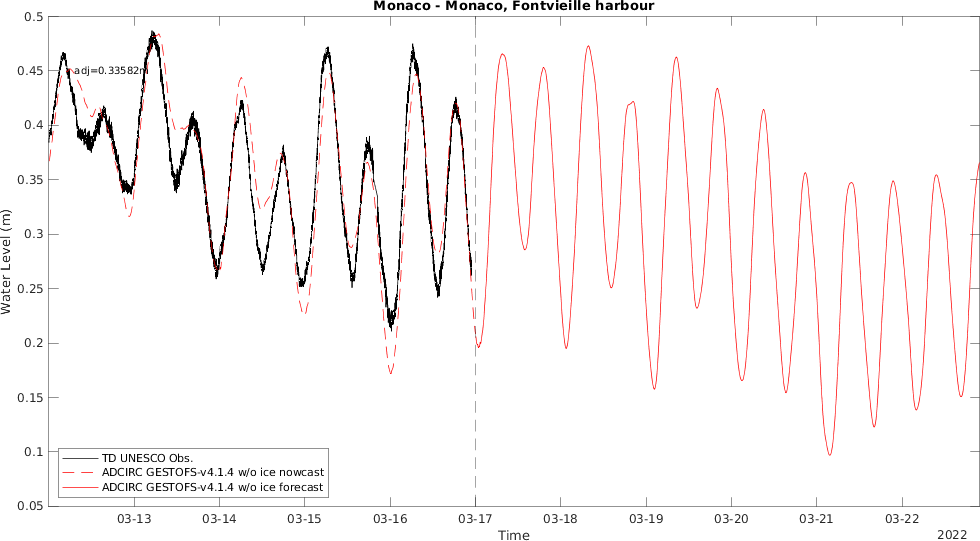 Monaco - Monaco, Fontvieille harbour
0.5
0.45
0.4
0.35
0.3
0.25
0.2
0.15
0.1
0.05
Water Level (m)
adj=0.33582m
TD UNESCO Obs.
ADCIRC GESTOFS-v4.1.4 w/o ice nowcast
ADCIRC GESTOFS-v4.1.4 w/o ice forecast
03-13 03-14 03-15 03-16 03-17 03-18 03-19 03-20 03-21 03-22
Time
2022